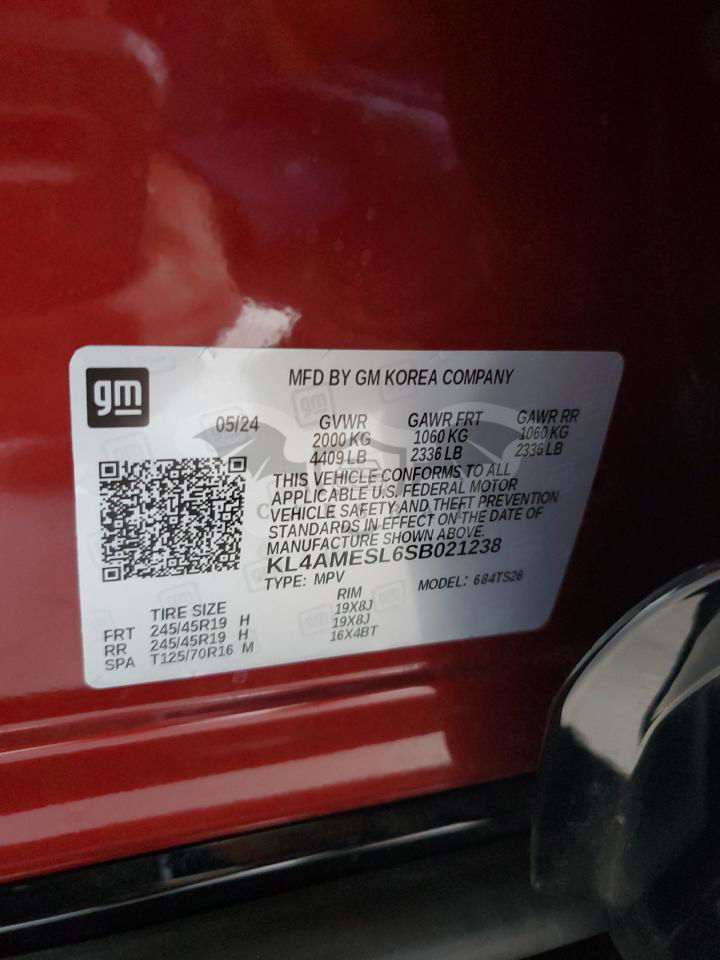 gm
MFD BY GM KOREA COMPANY
05/24
GVWR
2000 KG
4409 LB
GAWR FRT
1060 KG
2336 LB
GAWR RR
1060 KG
2336 LB
THIS VEHICLE CONFORMS TO ALL
APPLICABLE U.S. FEDERAL MOTOR
VEHICLE SAFETY AND THEFT PREVENTION
STANDARDS IN EFFECT ON THE DATE OF
MANUFACTURE SHOWN ABOVE.
KL4AMESL6SB021238
TYPE: MPV MODEL: 684TS26
TIRE SIZE RIM
FRT 245/45R19 H 19X8J
RR 245/45R19 H 19X8J
SPA T125/70R16 M 16X4BT